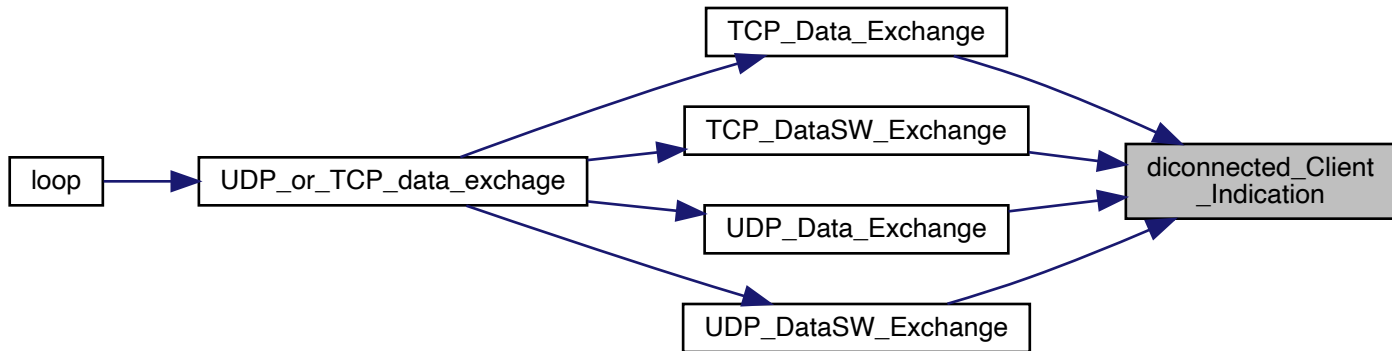 loop
UDP_or_TCP_data_exchage
TCP_Data_Exchange
TCP_DataSW_Exchange
UDP_Data_Exchange
UDP_DataSW_Exchange
diconnected_Client
_Indication